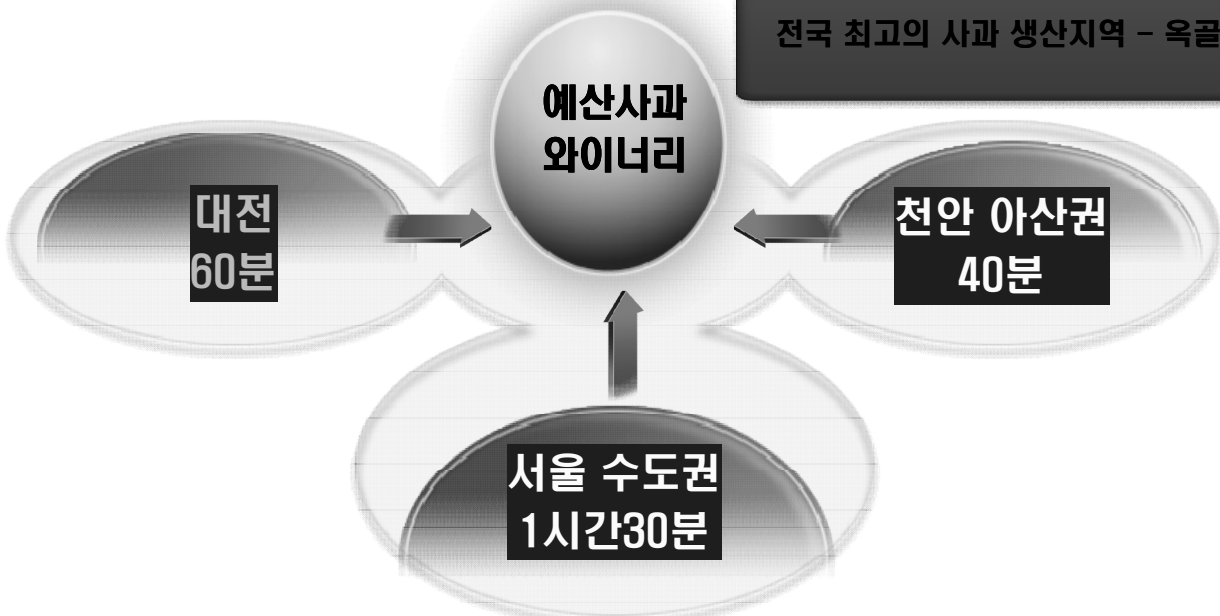 전국 최고의 사과 생산지역 - 옥골
예산사과
와이너리
대전
60분
천안 아산권
40분
서울 수도권
1시간30분